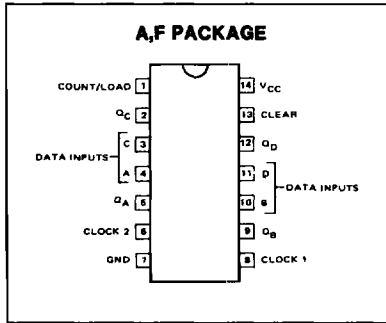 A,F PACKAGE
COUNT/LOAD 1
14 VCC
QC 2
13 CLEAR
C 3
12 QD
DATA INPUTS
A 4
11 D
DATA INPUTS
QA 5
10 B
CLOCK 2 6
9 QB
GND 7
8 CLOCK 1